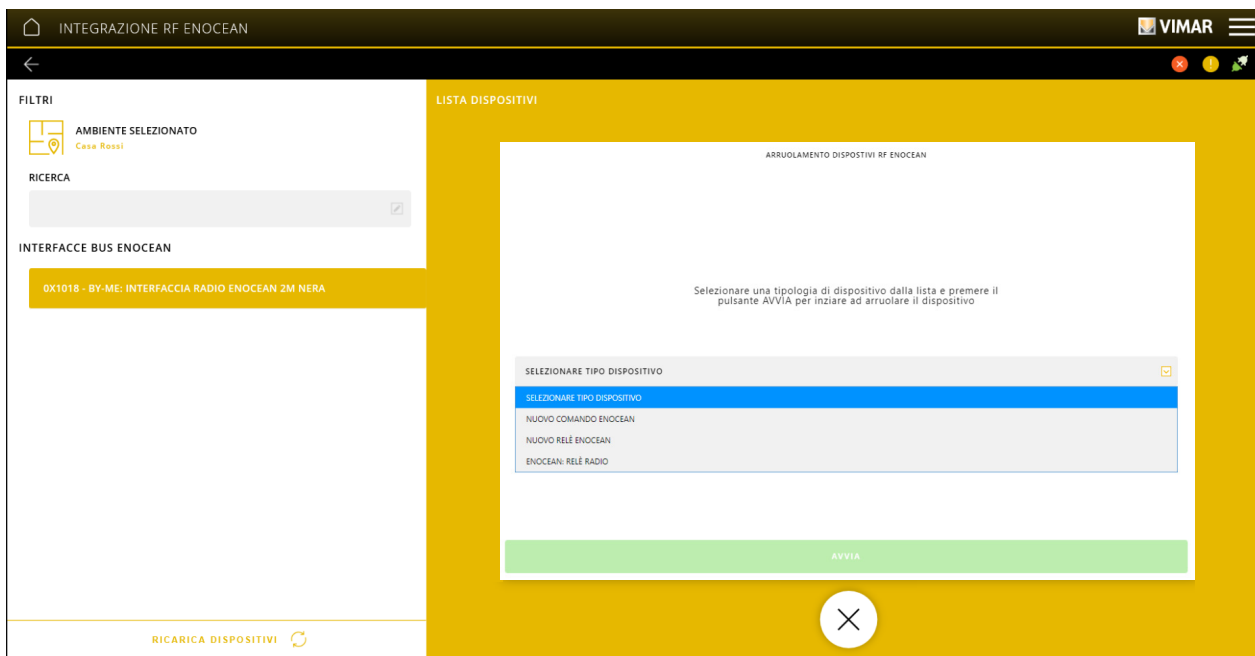 INTEGRAZIONE RF ENOCEAN
VIMAR
FILTRI
AMBIENTE SELEZIONATO
Casa Rossi
RICERCA
INTERFACCE BUS ENOCEAN
0X1018 - BY-ME: INTERFACCIA RADIO ENOCEAN 2M NERA
RICARICA DISPOSITIVI
LISTA DISPOSITIVI
ARRUOLAMENTO DISPOSTIVI RF ENOCEAN
Selezionare una tipologia di dispositivo dalla lista e premere il
pulsante AVVIA per inziare ad arruolare il dispositivo
SELEZIONARE TIPO DISPOSITIVO
SELEZIONARE TIPO DISPOSITIVO
NUOVO COMANDO ENOCEAN
NUOVO RELÈ ENOCEAN
ENOCEAN: RELÈ RADIO
AVVIA